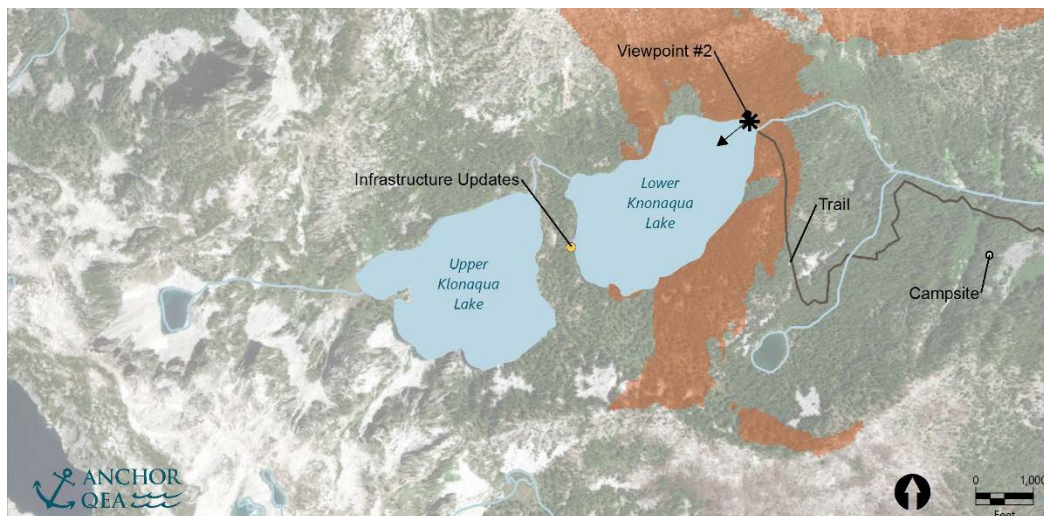 Viewpoint #2
Infrastructure Updates
Lower
Knonaqua
Lake
Trail
Upper
Klonaqua
Lake
Campsite
ANCHOR
QEA
0 1,000
Feet